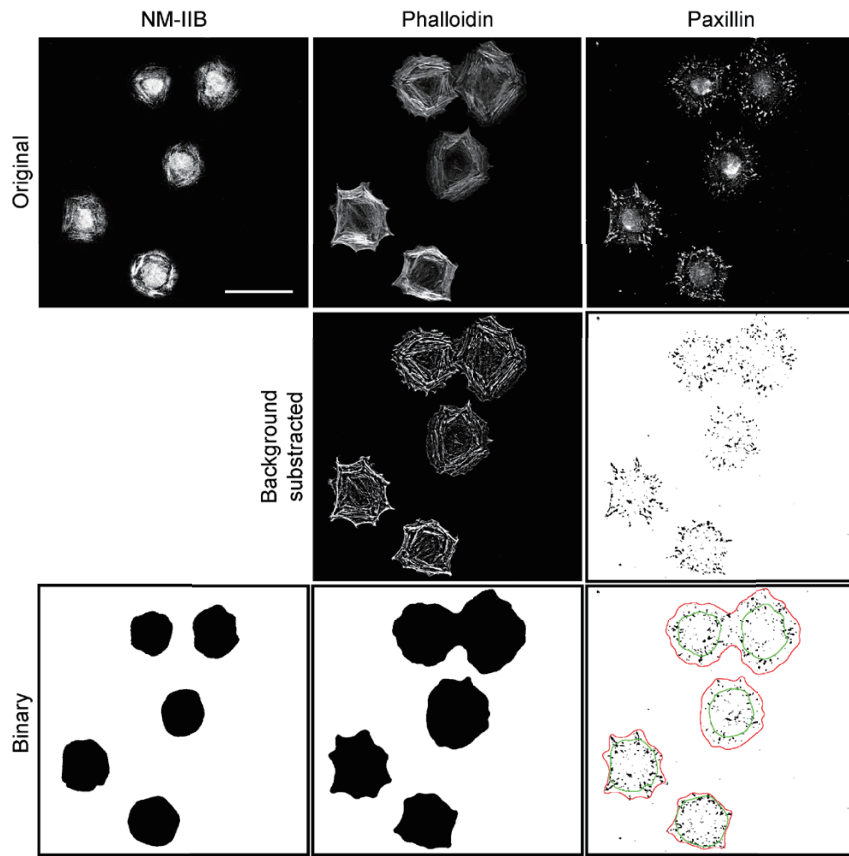 NM-IIB
Phalloidin
Paxillin
Original
Background
substracted
Binary